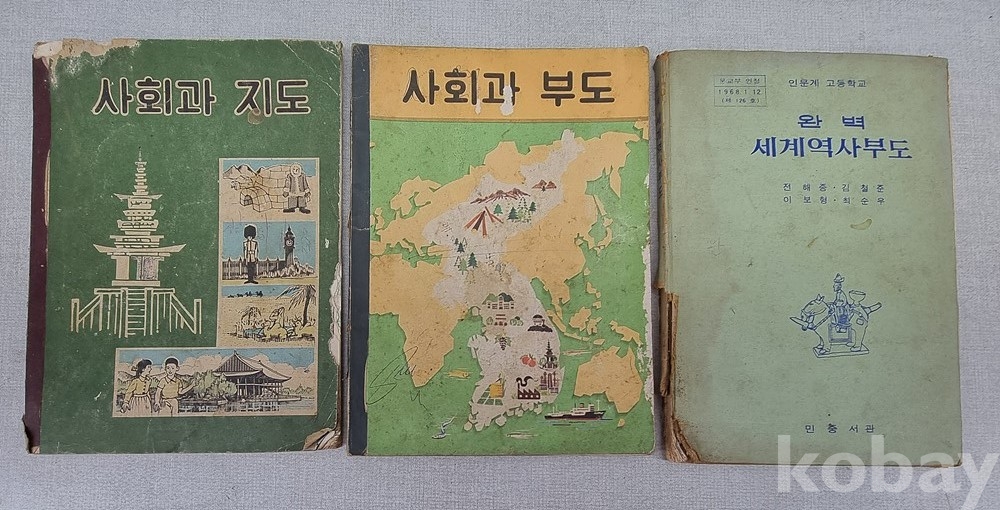 사회과 지도
사회과 부도
문교부 검정
1968. 1. 12
(제 126 호)
인문계 고등학교
완벽
세계역사부도
전해종·김철준
이보형·최순우
민중서관
kobay